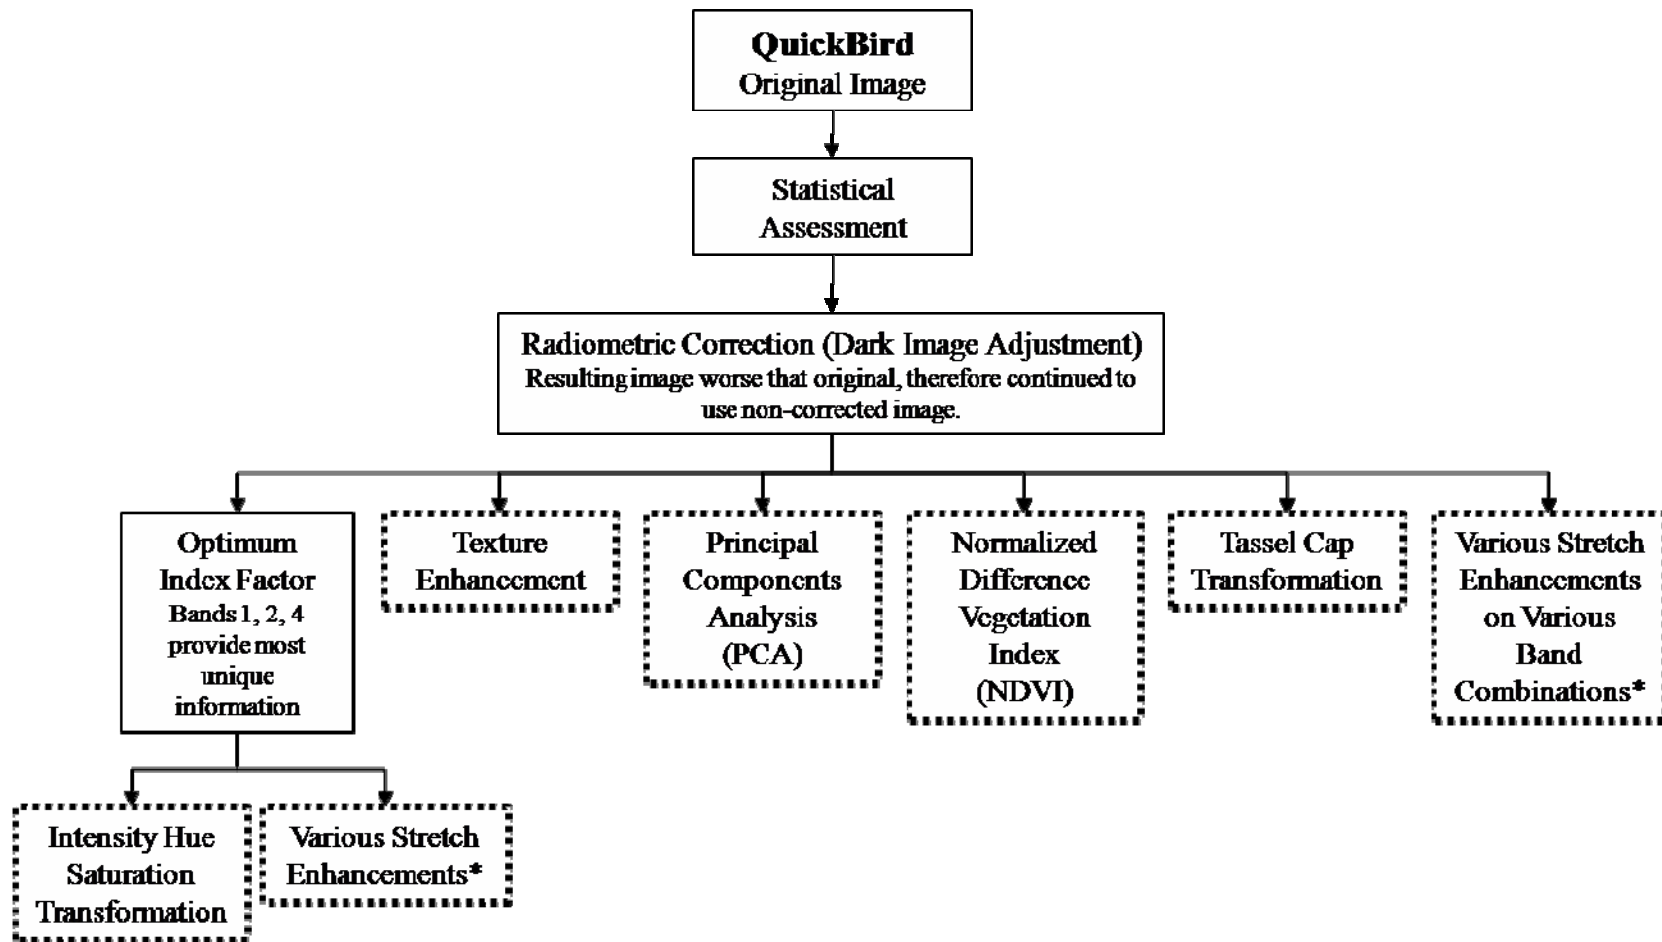 QuickBird
Original Image
Statistical
Assessment
Radiometric Correction (Dark Image Adjustment)
Resulting image worse that original, therefore continued to
use non-corrected image.
Optimum
Index Factor
Bands 1, 2, 4
provide most
unique
information
Texture
Enhancement
Principal
Components
Analysis
(PCA)
Normalized
Difference
Vegetation
Index
(NDVI)
Tassel Cap
Transformation
Various Stretch
Enhancements
on Various
Band
Combinations*
Intensity Hue
Saturation
Transformation
Various Stretch
Enhancements*